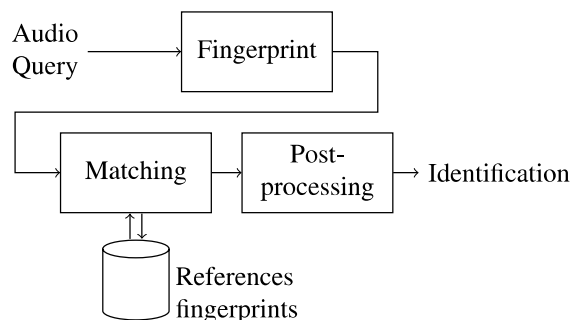 Audio
Query
Fingerprint
Matching
Post-
processing
Identification
References
fingerprints